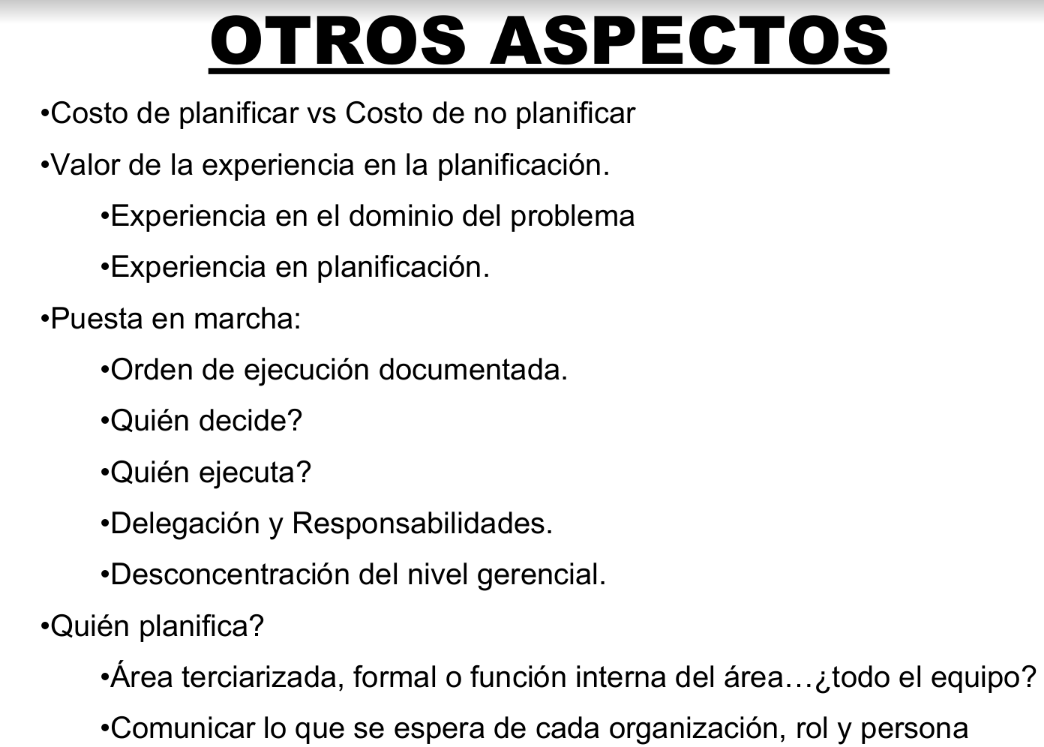 OTROS ASPECTOS
•Costo de planificar vs Costo de no planificar
•Valor de la experiencia en la planificación.
•Experiencia en el dominio del problema
•Experiencia en planificación.
•Puesta en marcha:
•Orden de ejecución documentada.
•Quién decide?
•Quién ejecuta?
•Delegación y Responsabilidades.
•Desconcentración del nivel gerencial.
•Quién planifica?
•Área terciarizada, formal o función interna del área…¿todo el equipo?
•Comunicar lo que se espera de cada organización, rol y persona